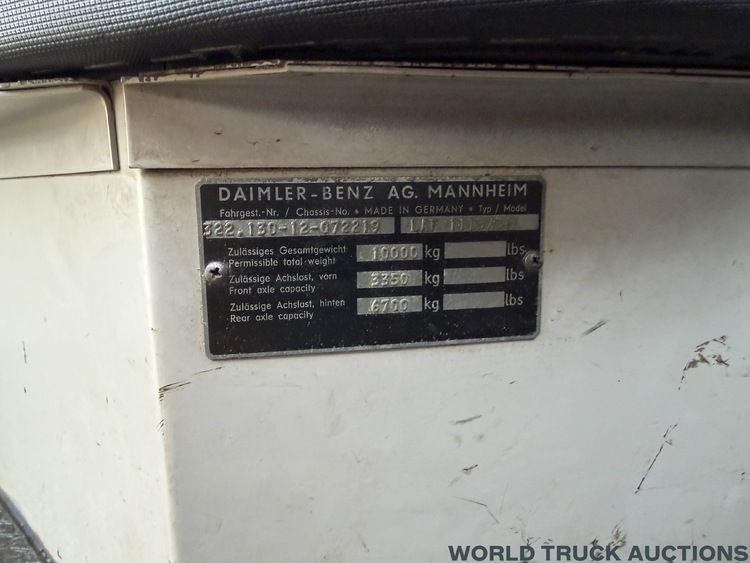 DAIMLER-BENZ AG. MANNHEIM
Fahrgest.-Nr. / Chassis-No. • MADE IN GERMANY • Typ / Model
322.130-12-072219
Zulässiges Gesamtgewicht 10000 kg lbs
Permissible total-weight
Zulässige Achslast, vorn 3350 kg lbs
Front axle capacity
Zulässige Achslast, hinten 6700 kg lbs
Rear axle capacity
WORLD TRUCK AUCTIONS